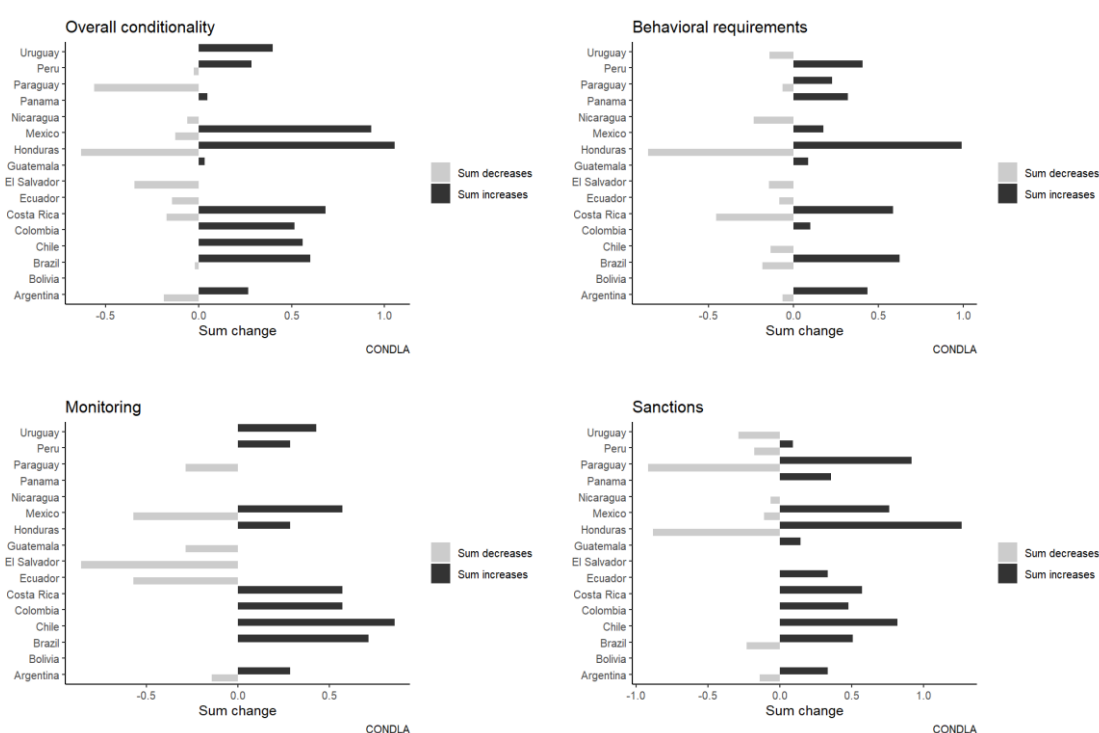 Overall conditionality
Uruguay
Peru
Paraguay
Panama
Nicaragua
Mexico
Honduras
Guatemala
El Salvador
Ecuador
Costa Rica
Colombia
Chile
Brazil
Bolivia
Argentina
-0.5 0.0 0.5 1.0
Sum change
CONDLA
Sum decreases
Sum increases
Behavioral requirements
Uruguay
Peru
Paraguay
Panama
Nicaragua
Mexico
Honduras
Guatemala
El Salvador
Ecuador
Costa Rica
Colombia
Chile
Brazil
Bolivia
Argentina
-0.5 0.0 0.5 1.0
Sum change
CONDLA
Sum decreases
Sum increases
Monitoring
Uruguay
Peru
Paraguay
Panama
Nicaragua
Mexico
Honduras
Guatemala
El Salvador
Ecuador
Costa Rica
Colombia
Chile
Brazil
Bolivia
Argentina
-0.5 0.0 0.5
Sum change
CONDLA
Sum decreases
Sum increases
Sanctions
Uruguay
Peru
Paraguay
Panama
Nicaragua
Mexico
Honduras
Guatemala
El Salvador
Ecuador
Costa Rica
Colombia
Chile
Brazil
Bolivia
Argentina
-1.0 -0.5 0.0 0.5 1.0
Sum change
CONDLA
Sum decreases
Sum increases